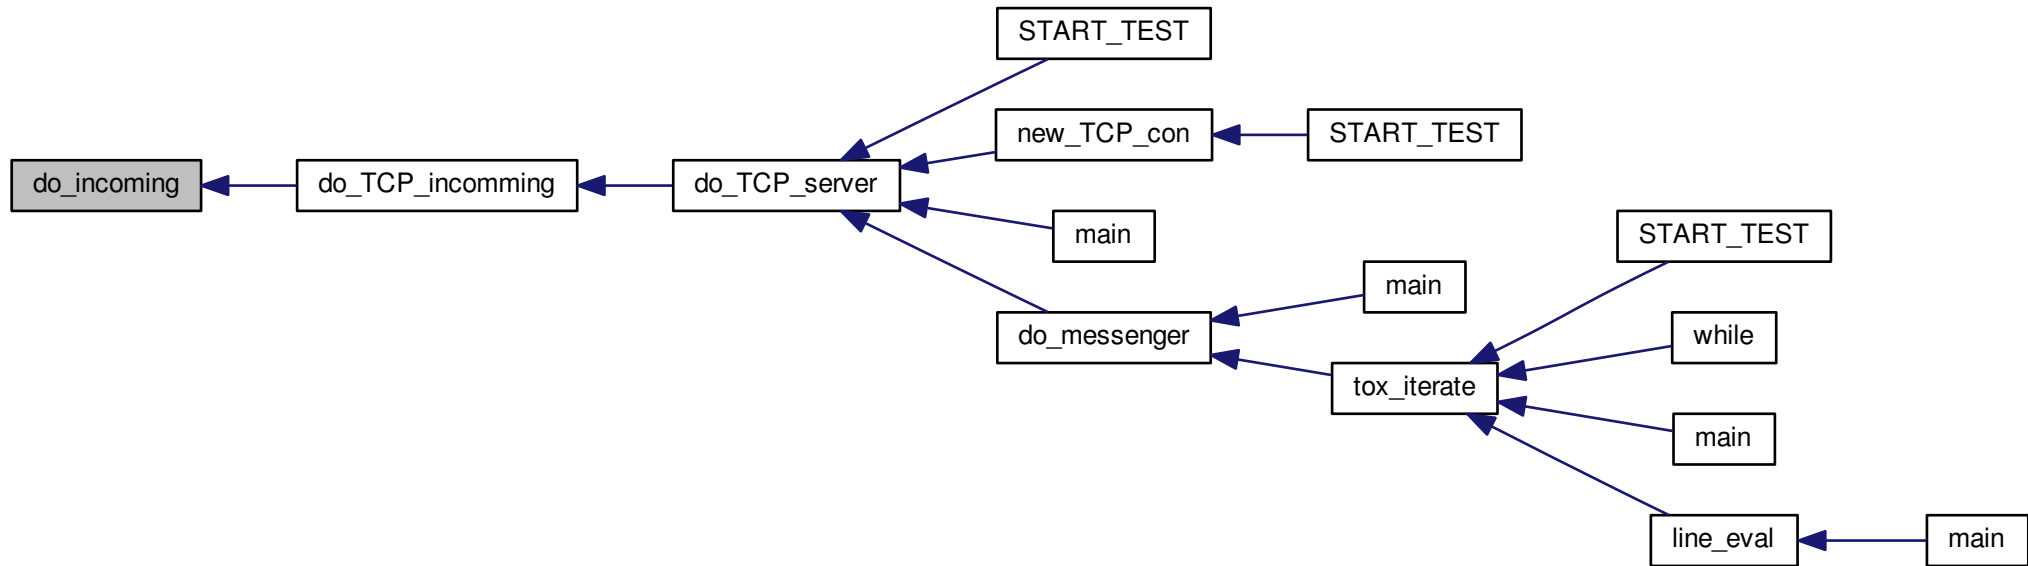 START_TEST
new_TCP_con
START_TEST
do_incoming
do_TCP_incomming
do_TCP_server
main
START_TEST
main
do_messenger
while
tox_iterate
main
line_eval
main